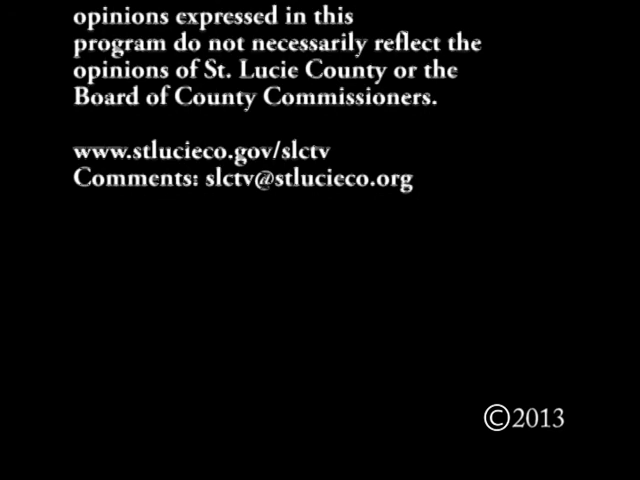 opinions expressed in this
program do not necessarily reflect the
opinions of St. Lucie County or the
Board of County Commissioners.
www.stlucieco.gov/slctv
Comments: slctv@stlucieco.org
©2013